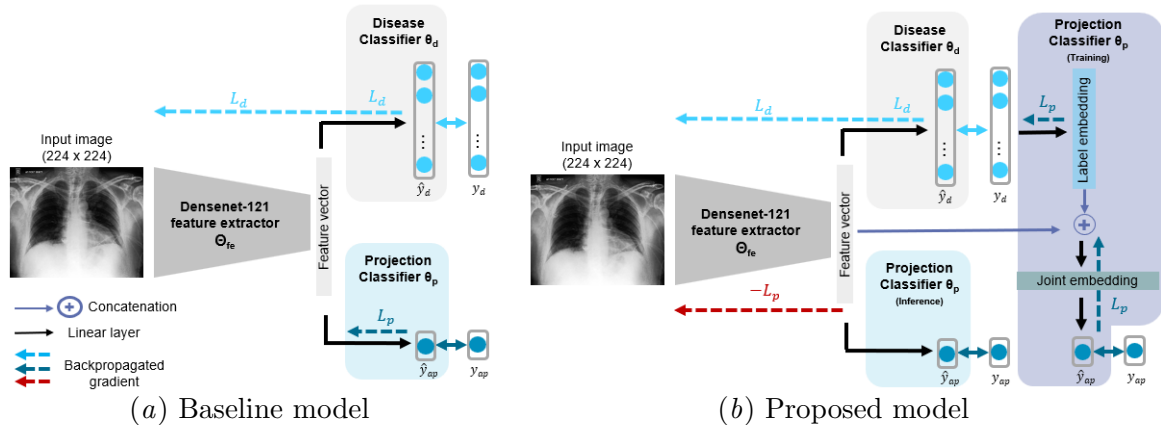 Disease
Classifier θd
Ld
Ld
Input image
(224 x 224)
...
ŷd
yd
Densenet-121
feature extractor
Θfe
Feature vector
Projection
Classifier θp
Lp
ŷap
yap
+ Concatenation
Linear layer
Backpropagated
gradient
(a) Baseline model
Disease
Classifier θd
Projection
Classifier θp
(Training)
Ld
Ld
Lp
Label embedding
Input image
(224 x 224)
...
...
ŷd
yd
Densenet-121
feature extractor
Θfe
Feature vector
+
−Lp
Projection
Classifier θp
(Inference)
Joint embedding
Lp
ŷap
yap
ŷap
yap
(b) Proposed model